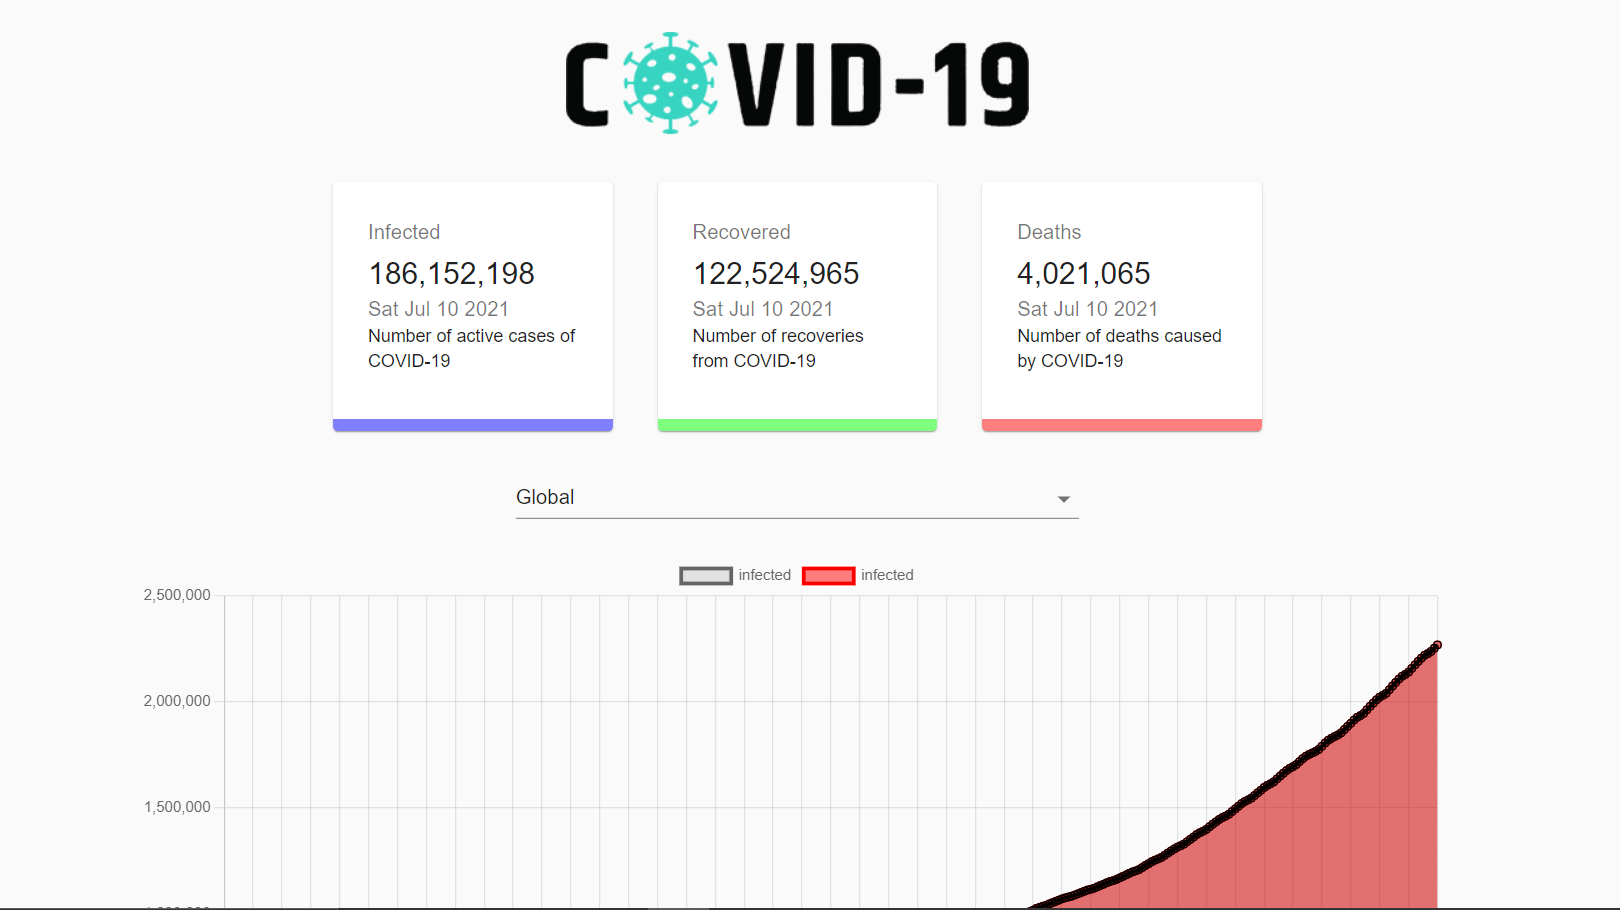 COVID-19
Infected
186,152,198
Sat Jul 10 2021
Number of active cases of
COVID-19
Recovered
122,524,965
Sat Jul 10 2021
Number of recoveries
from COVID-19
Deaths
4,021,065
Sat Jul 10 2021
Number of deaths caused
by COVID-19
Global
infected infected
2,500,000
2,000,000
1,500,000